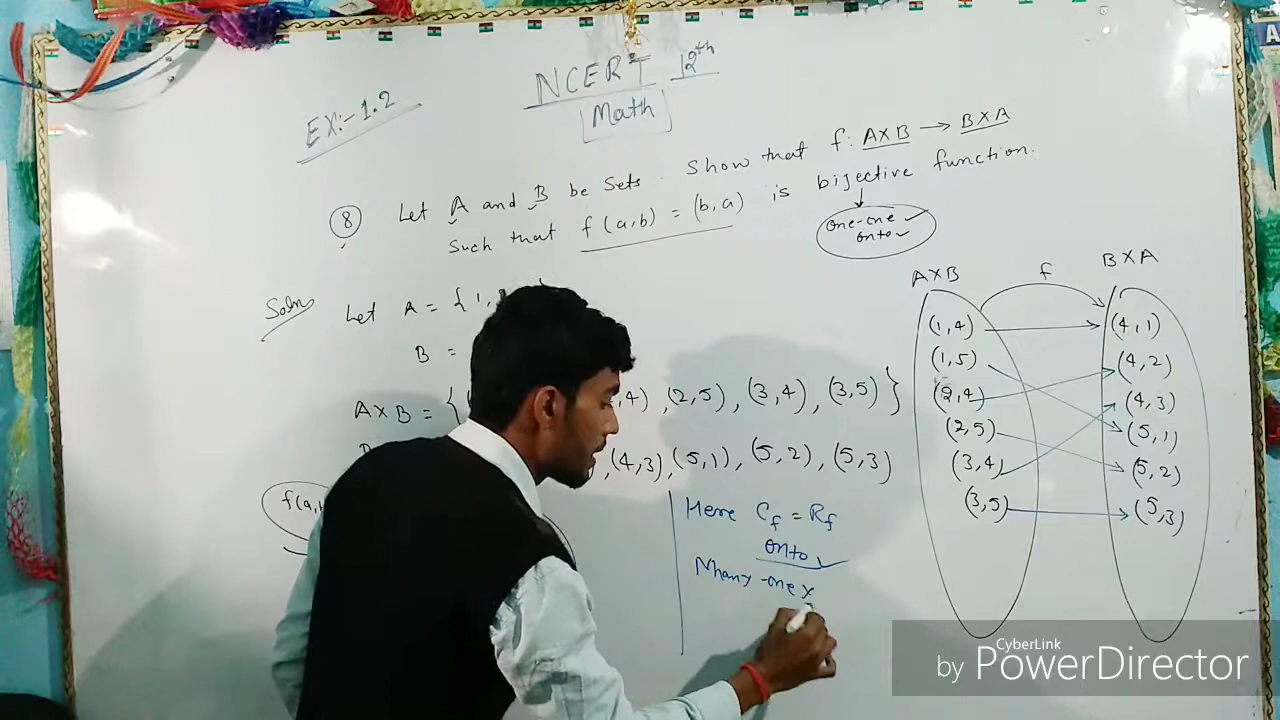 NCERT 12th
Math
EX:- 1.2
8 Let A and B be Sets. Show that f: A×B → B×A
Such that f(a,b) = (b,a) is bijective function.
one-one ✓
onto ✓
Soln Let A = {1,
B =
A×B = { ,4) ,(2,5) , (3,4) , (3,5) }
,(4,3) ,(5,1) , (5,2) , (5,3)
f(a,
Here Cf = Rf
onto ✓
Many-one ×
A×B f B×A
(1,4) (4,1)
(1,5) (4,2)
(2,4) (4,3)
(2,5) (5,1)
(3,4) (5,2)
(3,5) (5,3)
CyberLink
by PowerDirector